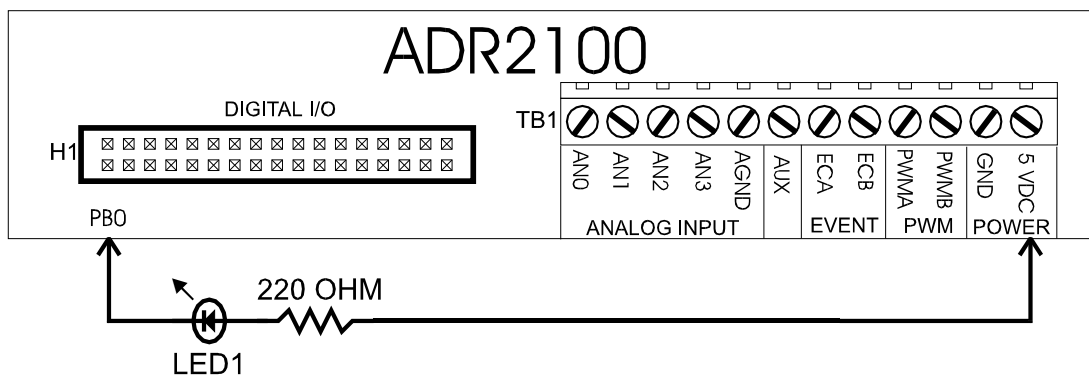 ADR2100
DIGITAL I/O
H1
TB1
AN0
AN1
AN2
AN3
AGND
AUX
ECA
ECB
PWMA
PWMB
GND
5 VDC
ANALOG INPUT
EVENT
PWM
POWER
PB0
220 OHM
LED1